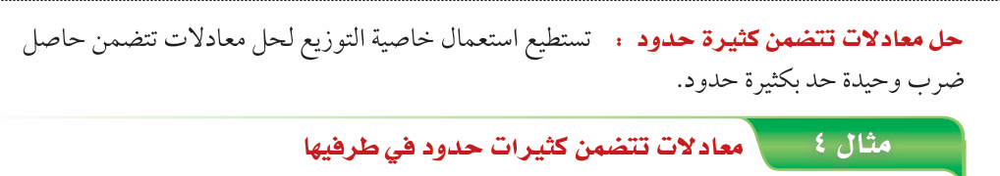 حل معادلات تتضمن كثيرة حدود : تستطيع استعمال خاصية التوزيع لحل معادلات تتضمن حاصل
ضرب وحيدة حد بكثيرة حدود.
مثال ٤ معادلات تتضمن كثيرات حدود في طرفيها